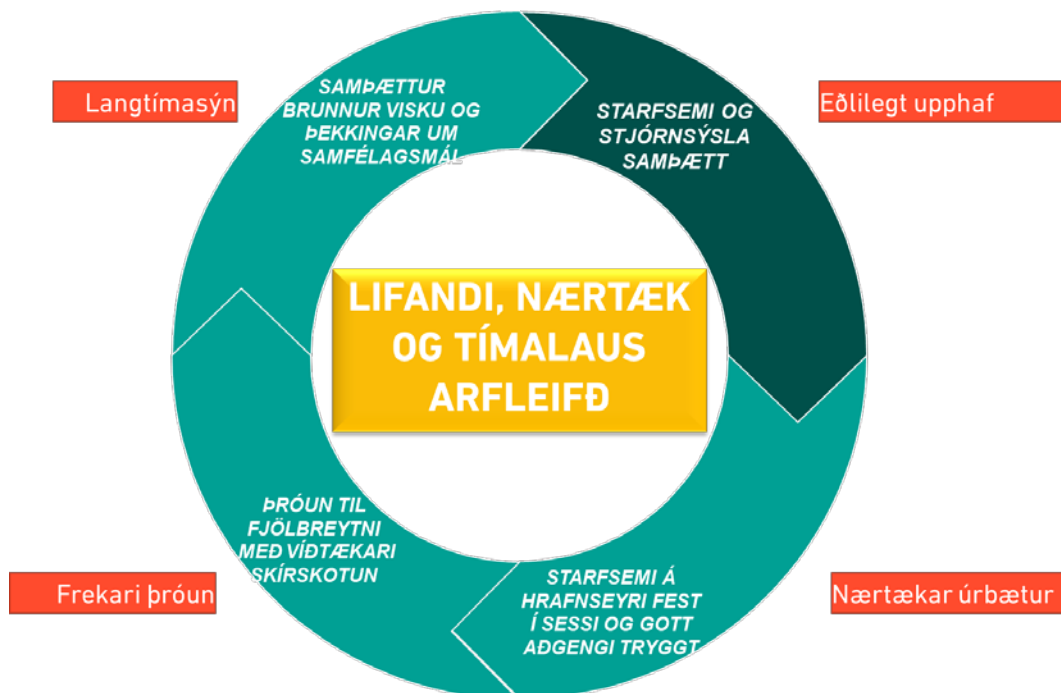 Langtímasýn
SAMÞÆTTUR
BRUNNUR VISKU OG
ÞEKKINGAR UM
SAMFÉLAGSMÁL
STARFSEMI OG
STJÓRNSÝSLA
SAMÞÆTT
Eðlilegt upphaf
LIFANDI, NÆRTÆK
OG TÍMALAUS
ARFLEIFÐ
ÞRÓUN TIL
FJÖLBREYTNI
MEÐ VÍÐTÆKARI
SKÍRSKOTUN
Frekari þróun
STARFSEMI Á
HRAFNSEYRI FEST
Í SESSI OG GOTT
AÐGENGI TRYGGT
Nærtækar úrbætur